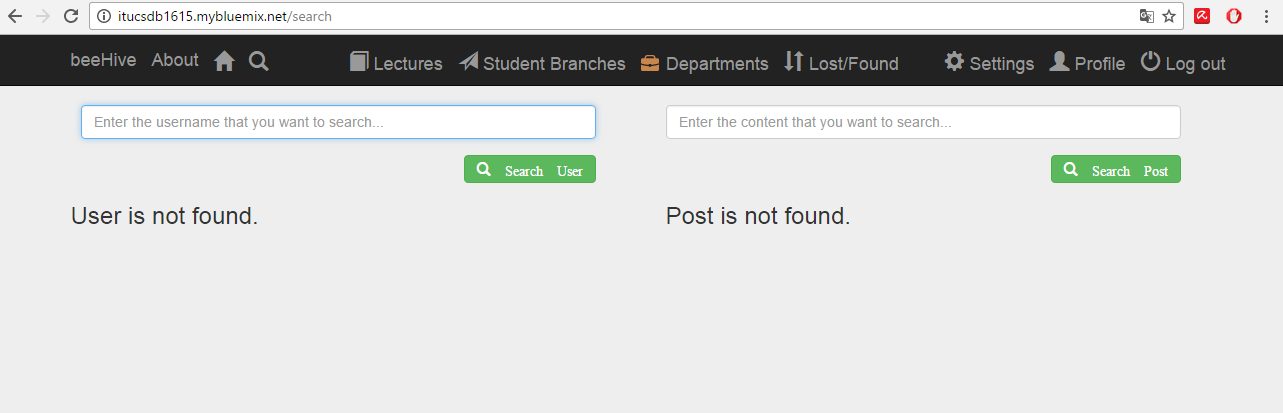 itucsdb1615.mybluemix.net/search
beeHive About Lectures Student Branches Departments Lost/Found Settings Profile Log out
Enter the username that you want to search... Enter the content that you want to search...
Search User Search Post
User is not found. Post is not found.